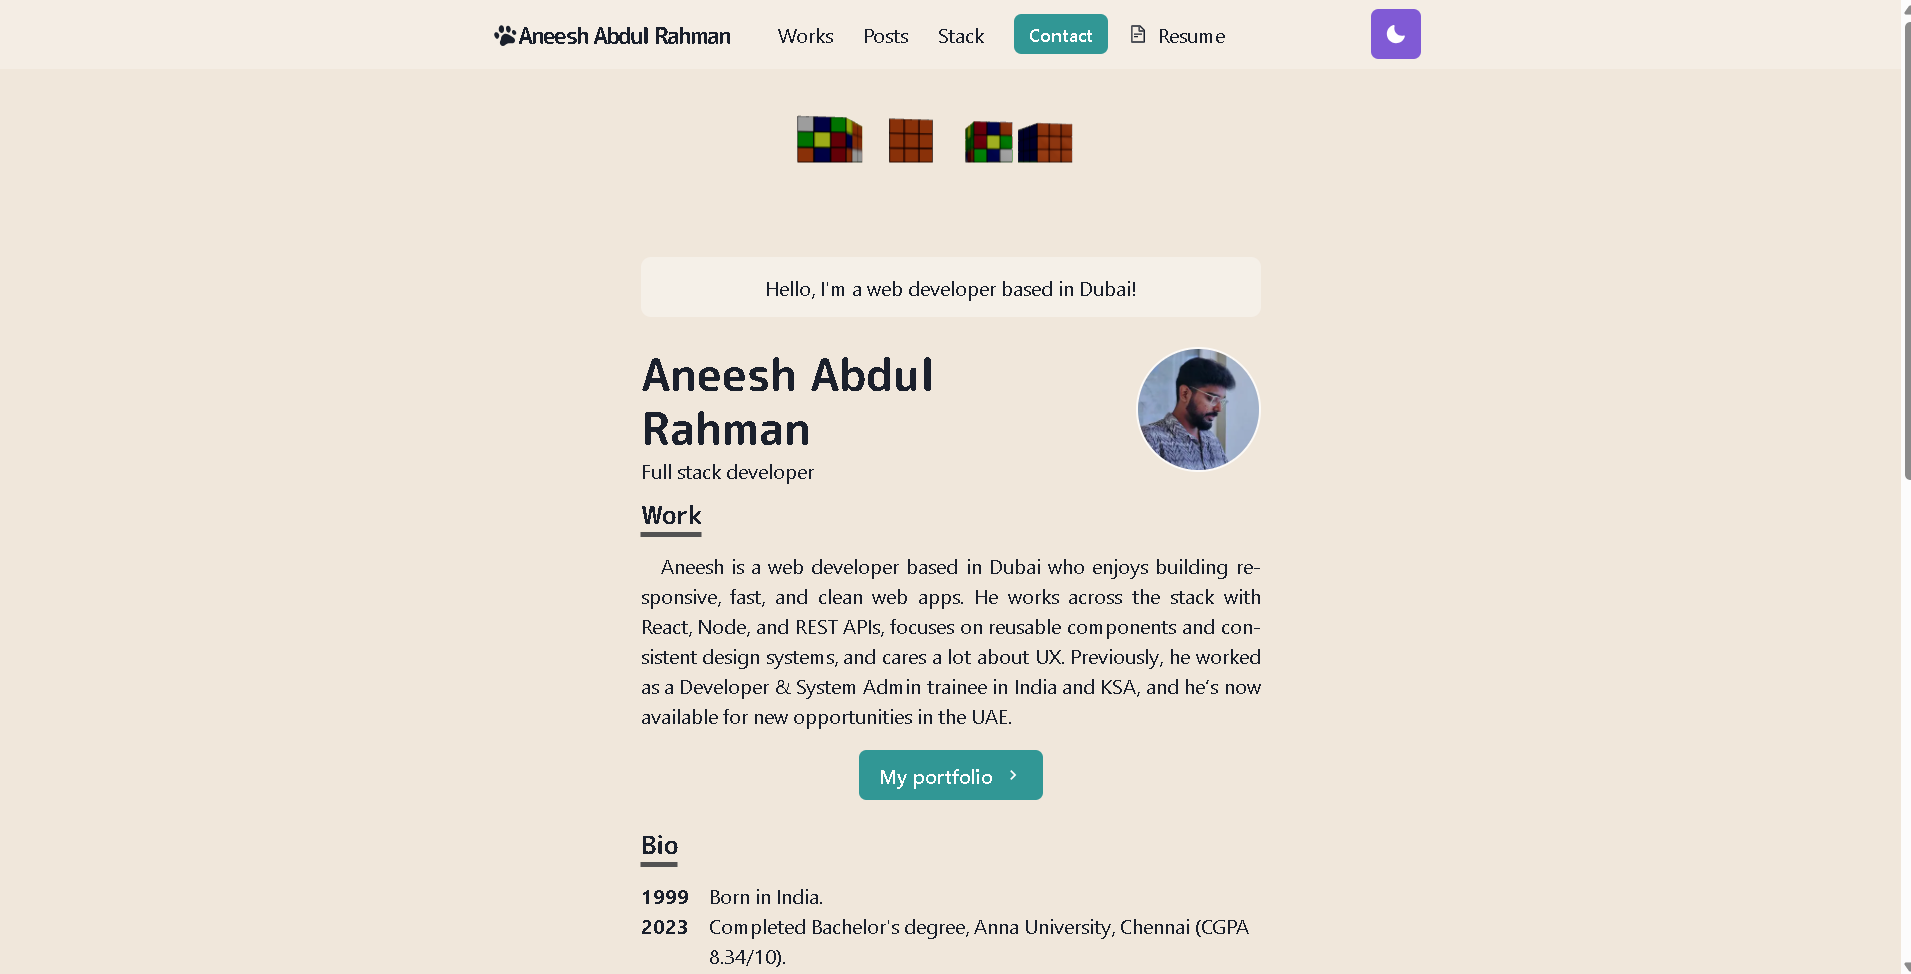 Aneesh Abdul Rahman Works Posts Stack Contact Resume
Hello, I'm a web developer based in Dubai!
Aneesh Abdul
Rahman
Full stack developer
Work
Aneesh is a web developer based in Dubai who enjoys building re-
sponsive, fast, and clean web apps. He works across the stack with
React, Node, and REST APIs, focuses on reusable components and con-
sistent design systems, and cares a lot about UX. Previously, he worked
as a Developer & System Admin trainee in India and KSA, and he’s now
available for new opportunities in the UAE.
My portfolio
Bio
1999 Born in India.
2023 Completed Bachelor's degree, Anna University, Chennai (CGPA
8.34/10).